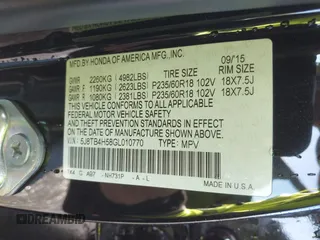 MFD BY HONDA OF AMERICA MFG., INC. 09/15
GVWR 2260KG (4982LBS) TIRE SIZE RIM SIZE
GAWR F 1190KG (2623LBS) P235/60R18 102V 18X7.5J
GAWR R 1080KG (2381LBS) P235/60R18 102V 18X7.5J
THIS VEHICLE CONFORMS TO ALL APPLICABLE
FEDERAL MOTOR VEHICLE SAFETY AND
THEFT PREVENTION STANDARDS IN EFFECT ON
THE DATE OF MANUFACTURE SHOWN ABOVE.
V.I.N.: 5J8TB4H58GL010770 TYPE: MPV
NH731P -A -L
MADE IN U.S.A
DREAMBID